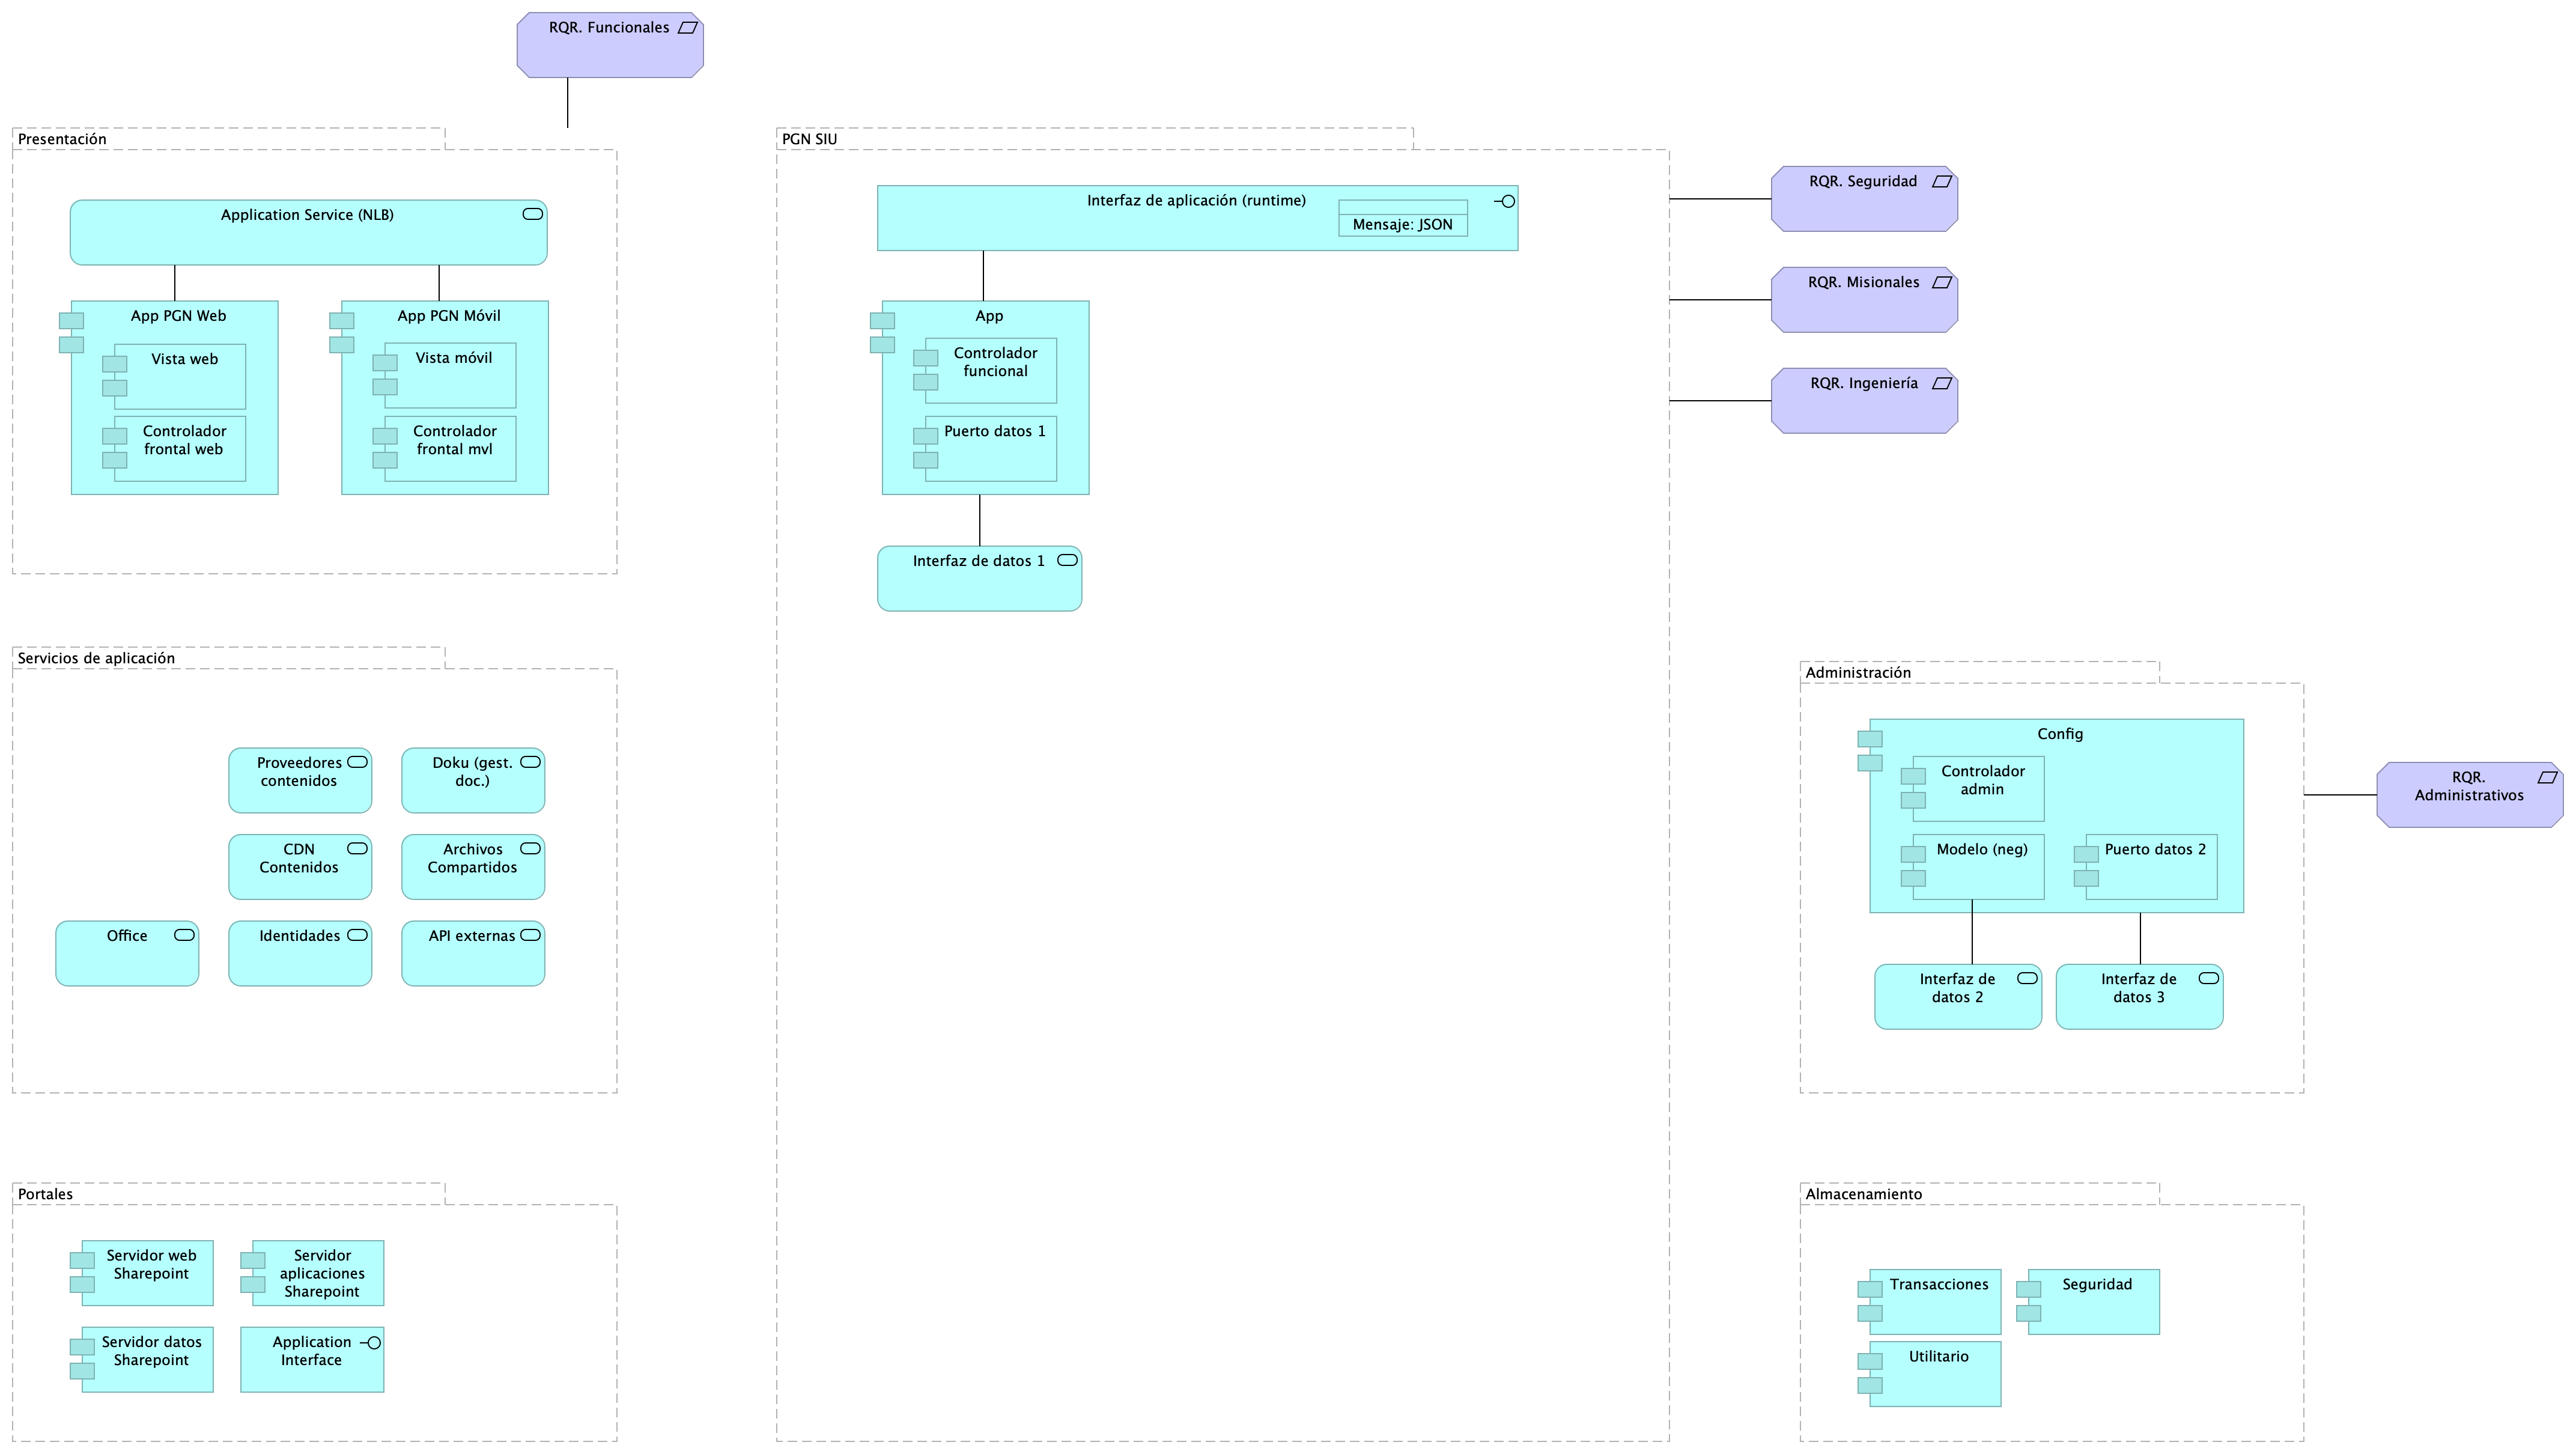 RQR. Funcionales
Presentación
Application Service (NLB)
App PGN Web
Vista web
Controlador
frontal web
App PGN Móvil
Vista móvil
Controlador
frontal mvl
PGN SIU
Interfaz de aplicación (runtime)
Mensaje: JSON
App
Controlador
funcional
Puerto datos 1
Interfaz de datos 1
RQR. Seguridad
RQR. Misionales
RQR. Ingeniería
Servicios de aplicación
Proveedores
contenidos
Doku (gest.
doc.)
CDN
Contenidos
Archivos
Compartidos
Office
Identidades
API externas
Administración
Config
Controlador
admin
Modelo (neg)
Puerto datos 2
Interfaz de
datos 2
Interfaz de
datos 3
RQR.
Administrativos
Portales
Servidor web
Sharepoint
Servidor
aplicaciones
Sharepoint
Servidor datos
Sharepoint
Application
Interface
Almacenamiento
Transacciones
Seguridad
Utilitario